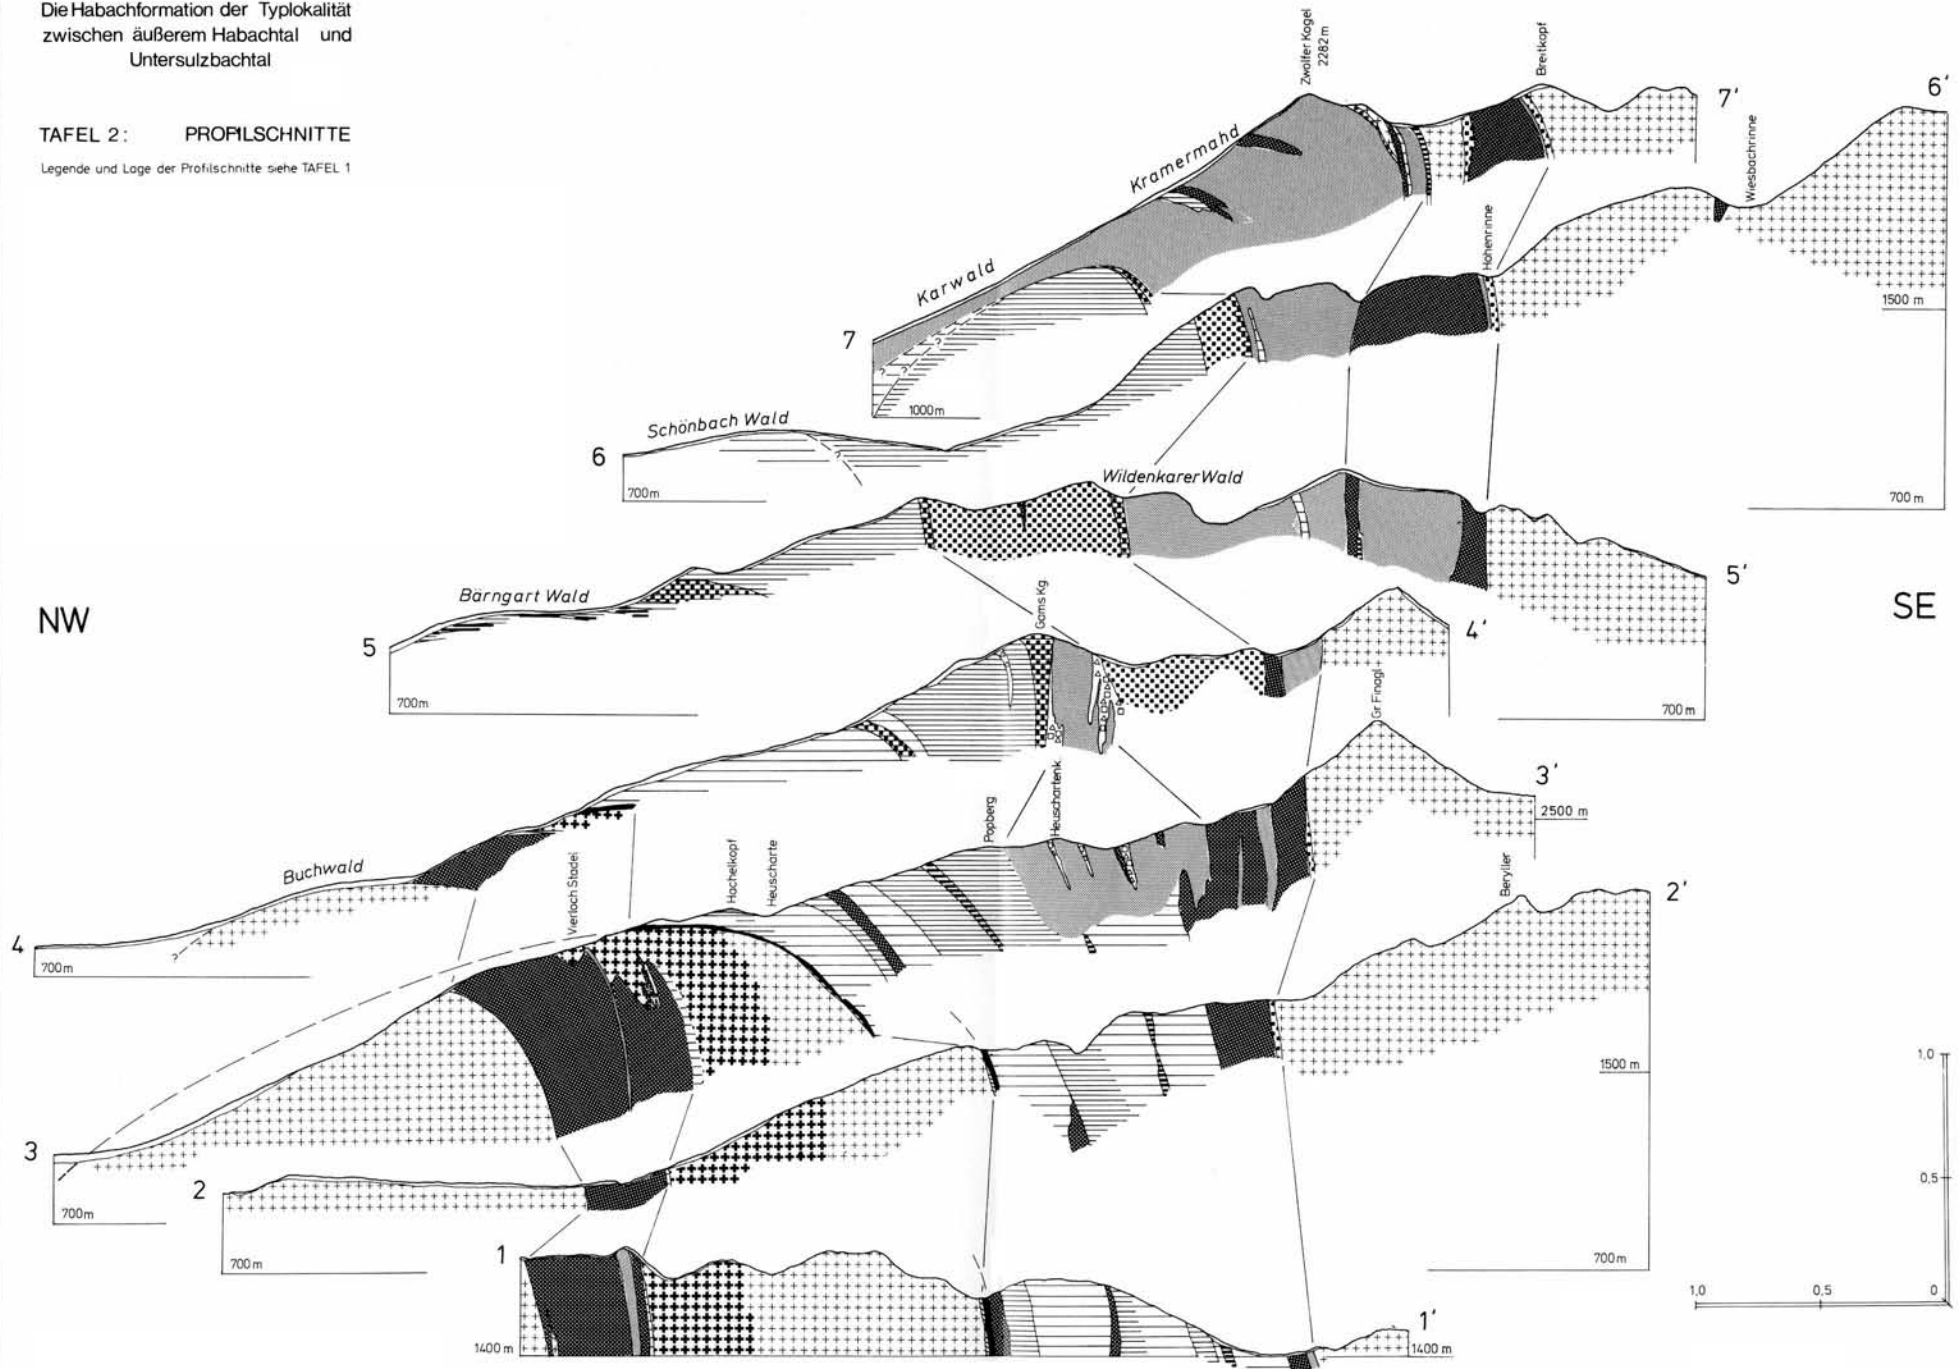 Die Habachformation der Typlokalität
zwischen äußerem Habachtal und
Untersulzbachtal
TAFEL 2: PROFILSCHNITTE
Legende und Lage der Profilschnitte siehe TAFEL 1
NW
SE
Zwölfer Kogel
2282m
Breitkopf
7'
6'
Wiesbachrinne
Kramermahd
Karwald
Hohenrinne
1500 m
7
1000m
Schönbach Wald
6
700m
700 m
Wildenkarer Wald
Bärngart Wald
5
5'
700m
700 m
Gams Kg.
4'
Gr. Finagl
Buchwald
4
700m
Vierloch Stadel
Hachelkopf
Heuscharte
Popberg
Heuschartenk.
3'
2500 m
Beryller
2'
3
700m
1500 m
2
700m
700 m
1
1400 m
1'
1400 m
1,0
0,5
1,0
0,5
0